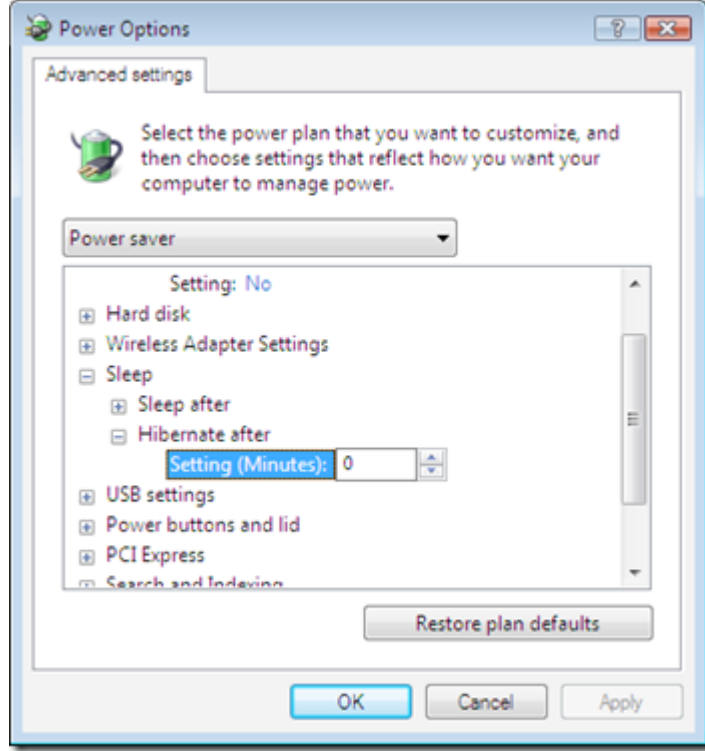 Power Options
Advanced settings
Select the power plan that you want to customize, and
then choose settings that reflect how you want your
computer to manage power.
Power saver
Setting: No
Hard disk
Wireless Adapter Settings
Sleep
Sleep after
Hibernate after
Setting (Minutes): 0
USB settings
Power buttons and lid
PCI Express
Search and Indexing
Restore plan defaults
OK Cancel Apply